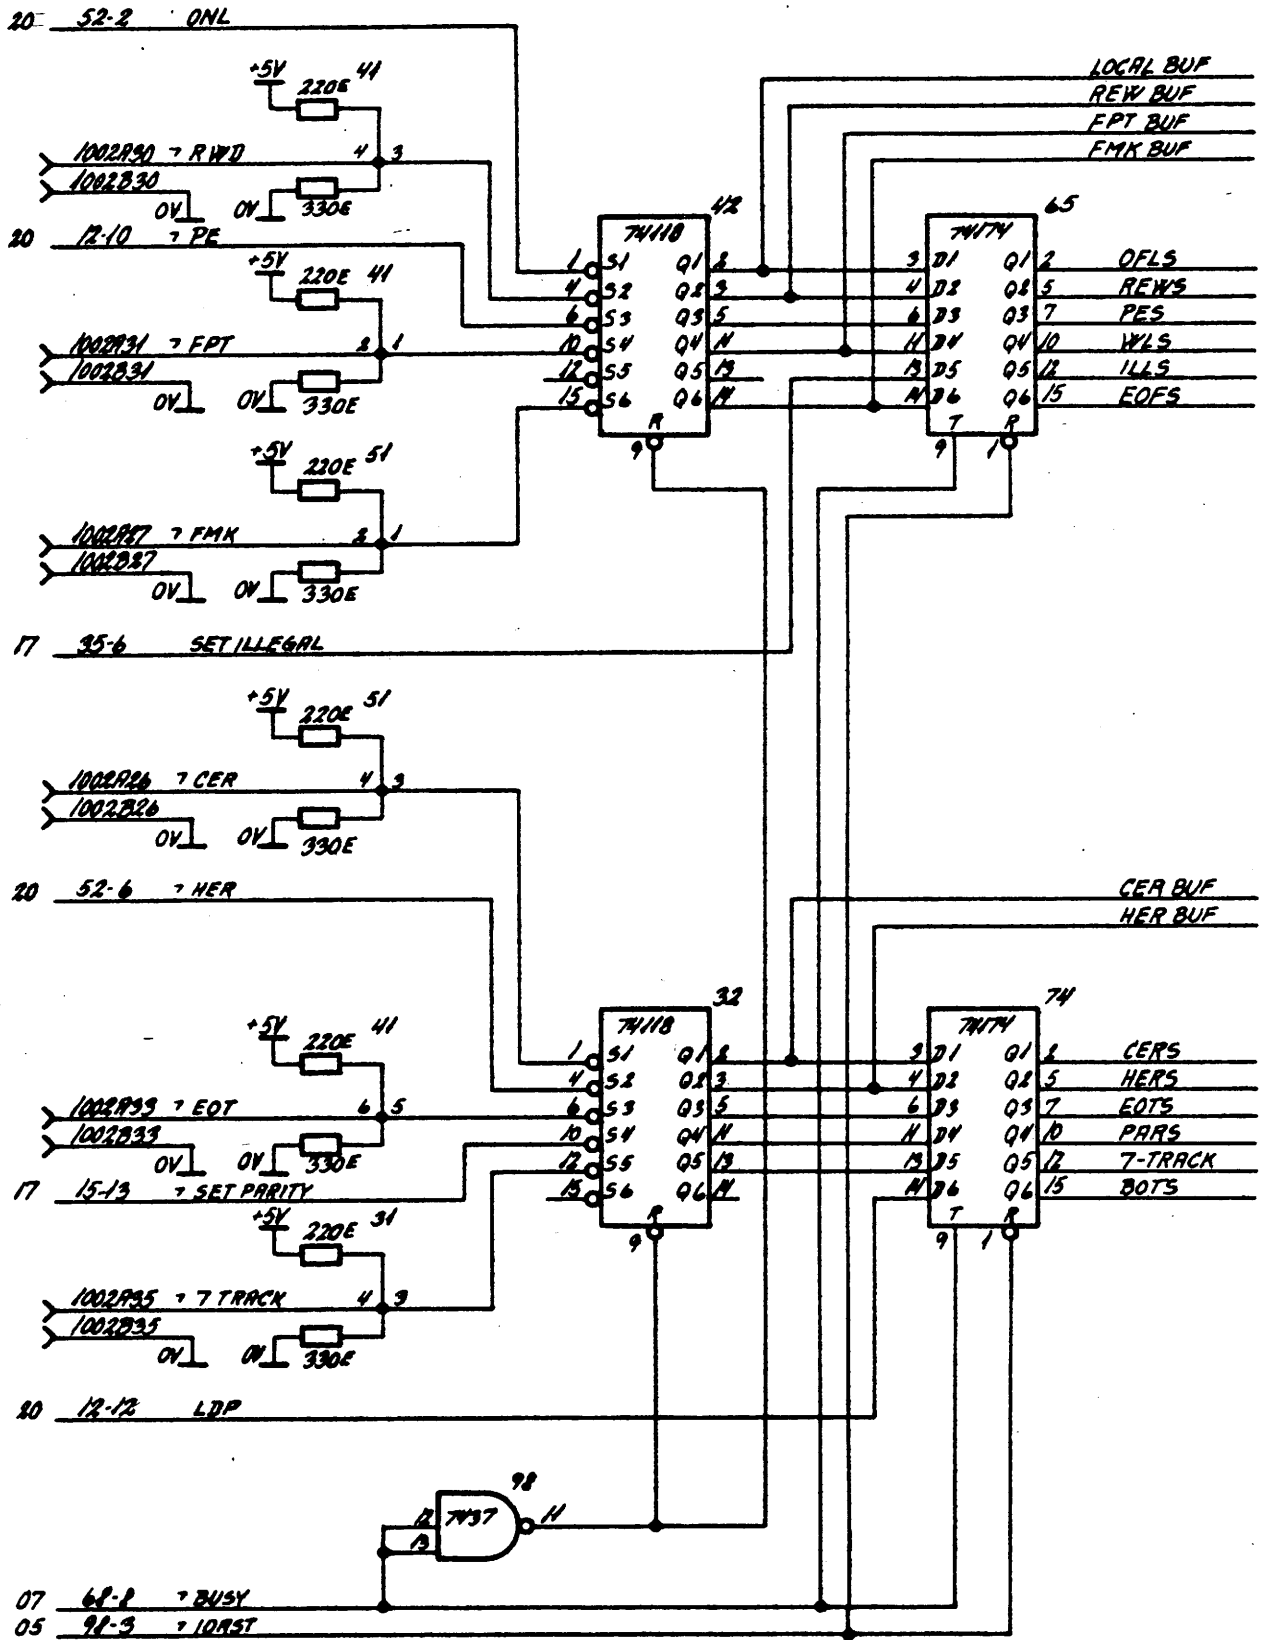 20 52-2 ONL
+5V 220E 41
LOCAL BUF
REW BUF
FPT BUF
FMK BUF
1002A30 ¬ RWD 4 3
1002B30
0V 0V 330E
20 12-10 ¬ PE
+5V 220E 41
1002A31 ¬ FPT 2 1
1002B31
0V 0V 330E
42
74118
1 S1 Q1 2
4 S2 Q2 3
6 S3 Q3 5
10 S4 Q4 11
12 S5 Q5 13
15 S6 Q6 14
R
9
65
74174
3 D1 Q1 2 OFLS
4 D2 Q2 5 REWS
6 D3 Q3 7 PES
11 D4 Q4 10 WLS
13 D5 Q5 12 ILLS
14 D6 Q6 15 EOFS
T R
9 1
+5V 220E 51
1002A27 ¬ FMK 2 1
1002B27
0V 0V 330E
17 35-6 SET ILLEGAL
+5V 220E 51
1002A26 ¬ CER 4 3
1002B26
0V 0V 330E
20 52-6 ¬ HER
CER BUF
HER BUF
+5V 220E 41
1002A33 ¬ EOT 6 5
1002B33
0V 0V 330E
17 15-13 ¬ SET PARITY
+5V 220E 31
1002A35 ¬ 7 TRACK 4 3
1002B35
0V 0V 330E
32
74118
1 S1 Q1 2
4 S2 Q2 3
6 S3 Q3 5
10 S4 Q4 11
12 S5 Q5 13
15 S6 Q6 14
R
9
74
74174
3 D1 Q1 2 CERS
4 D2 Q2 5 HERS
6 D3 Q3 7 EOTS
11 D4 Q4 10 PARS
13 D5 Q5 12 7-TRACK
14 D6 Q6 15 BOTS
T R
9 1
20 12-12 LDP
98
12 7437 11
13
07 68-8 ¬ BUSY
05 98-3 ¬ IORST